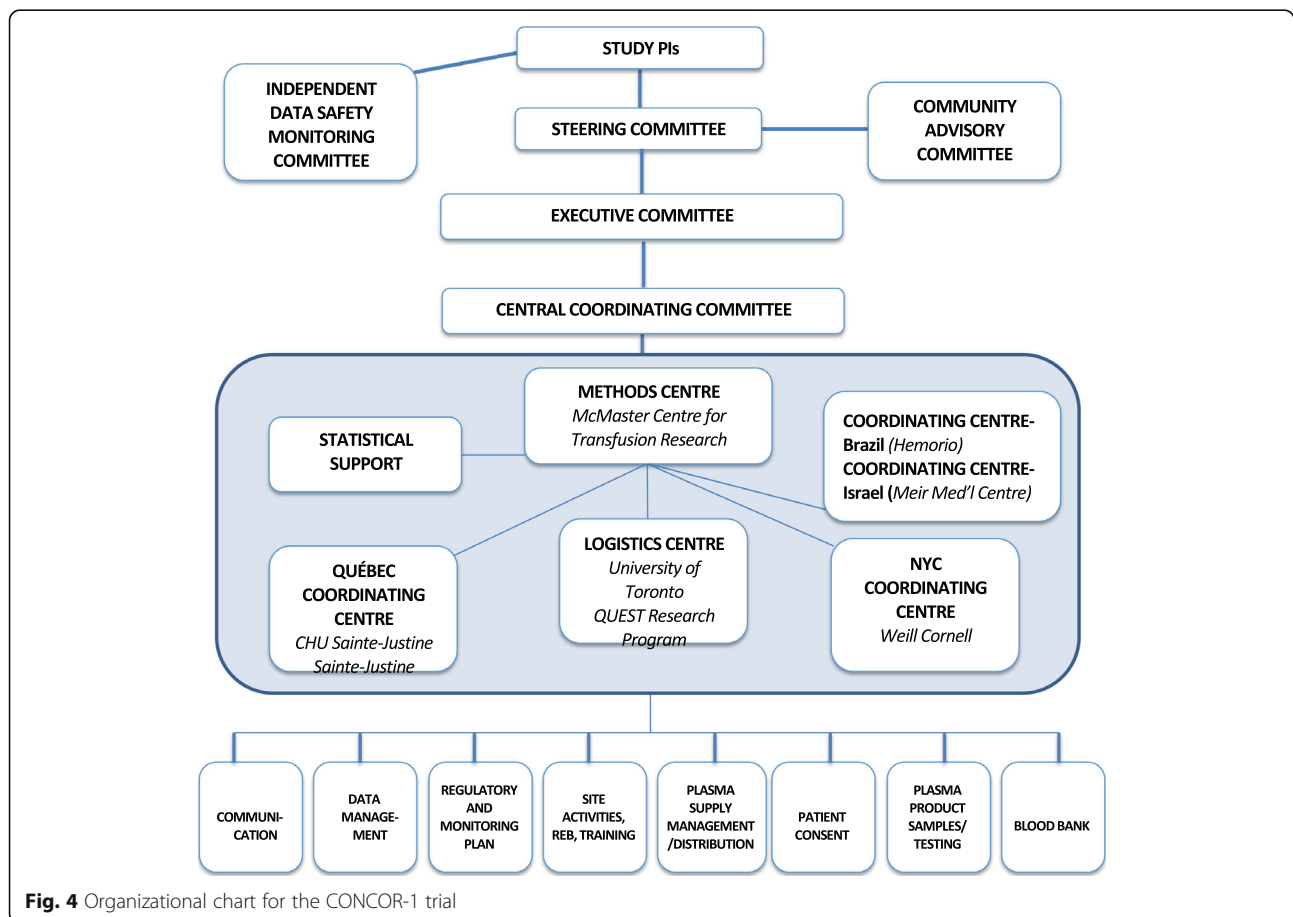 STUDY PIs
INDEPENDENT
DATA SAFETY
MONITORING
COMMITTEE
STEERING COMMITTEE
COMMUNITY
ADVISORY
COMMITTEE
EXECUTIVE COMMITTEE
CENTRAL COORDINATING COMMITTEE
METHODS CENTRE
McMaster Centre for
Transfusion Research
STATISTICAL
SUPPORT
COORDINATING CENTRE-
Brazil (Hemorio)
COORDINATING CENTRE-
Israel (Meir Med'l Centre)
QUÉBEC
COORDINATING
CENTRE
CHU Sainte-Justine
Sainte-Justine
LOGISTICS CENTRE
University of
Toronto
QUEST Research
Program
NYC
COORDINATING
CENTRE
Weill Cornell
COMMUNI-
CATION
DATA
MANAGE-
MENT
REGULATORY
AND
MONITORING
PLAN
SITE
ACTIVITIES,
REB, TRAINING
PLASMA
SUPPLY
MANAGEMENT
/DISTRIBUTION
PATIENT
CONSENT
PLASMA
PRODUCT
SAMPLES/
TESTING
BLOOD BANK
Fig. 4 Organizational chart for the CONCOR-1 trial